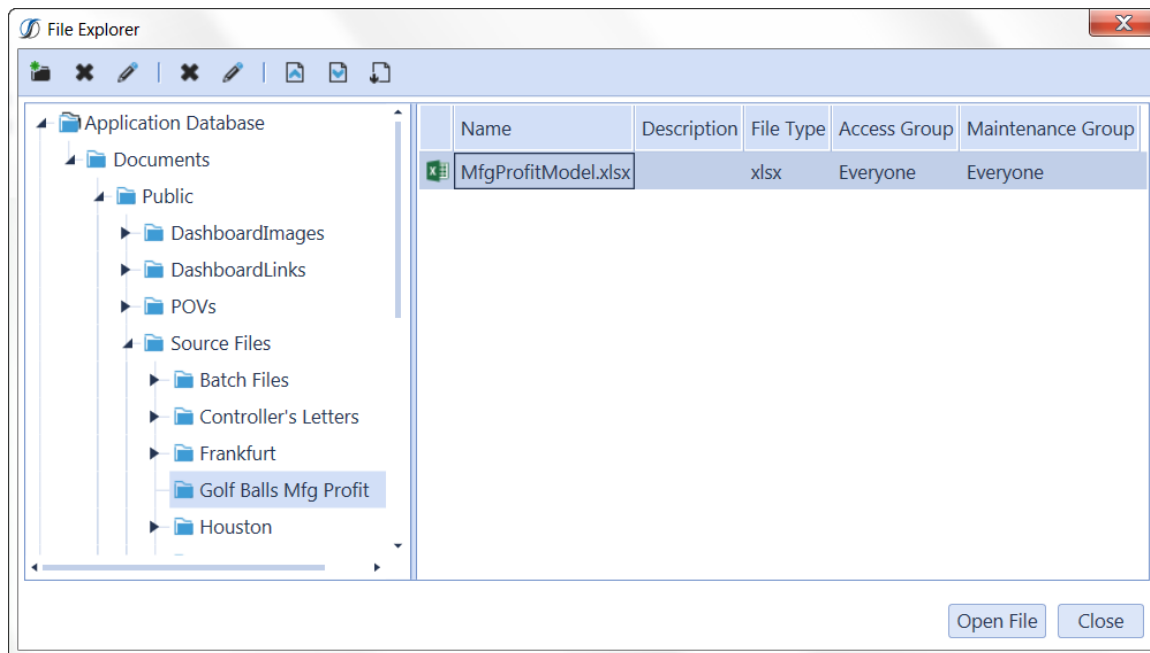 File Explorer
Application Database
Documents
Public
DashboardImages
DashboardLinks
POVs
Source Files
Batch Files
Controller's Letters
Frankfurt
Golf Balls Mfg Profit
Houston
Name Description File Type Access Group Maintenance Group
MfgProfitModel.xlsx xlsx Everyone Everyone
Open File Close